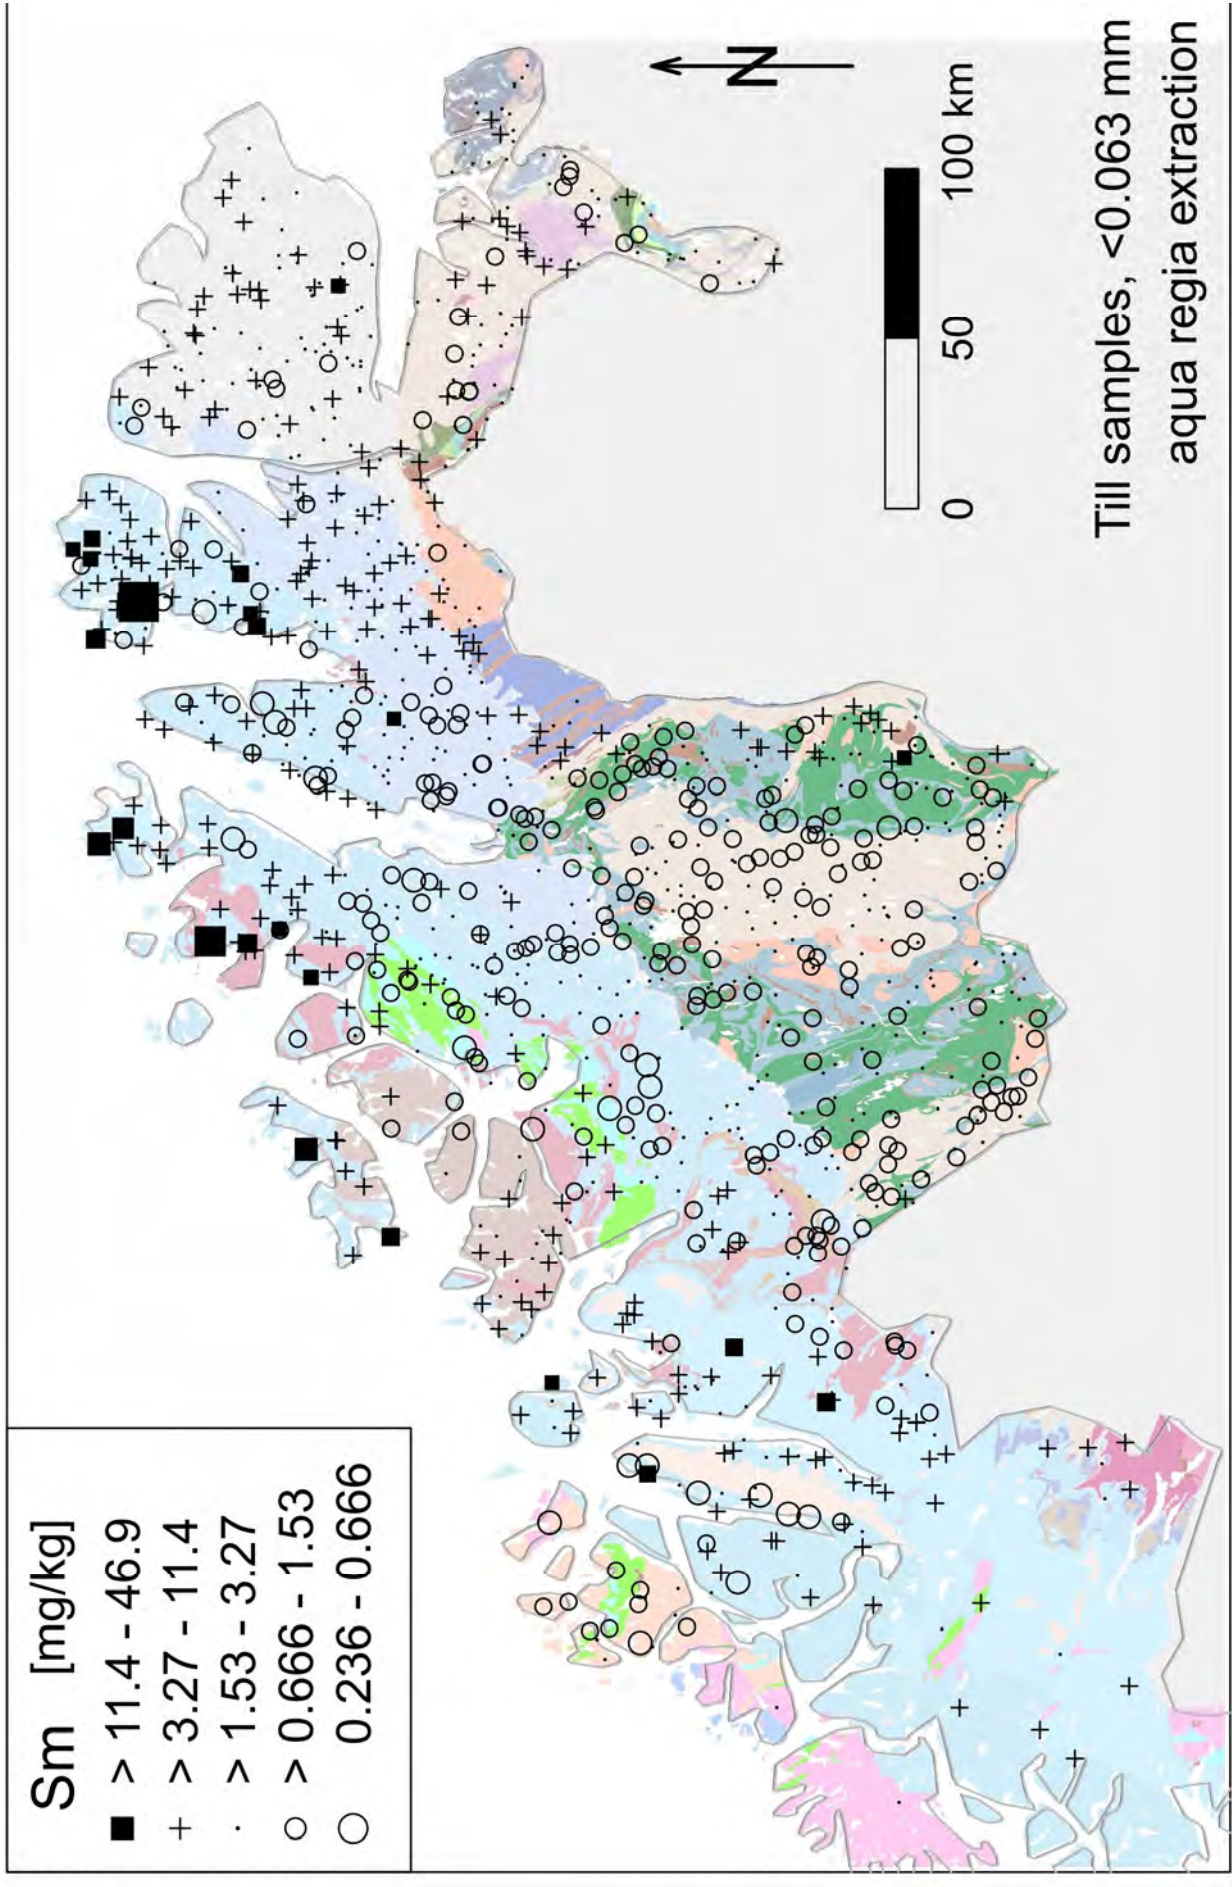 Sm [mg/kg]
> 11.4 - 46.9
> 3.27 - 11.4
> 1.53 - 3.27
> 0.666 - 1.53
0.236 - 0.666
N
0 50 100 km
Till samples, <0.063 mm
aqua regia extraction